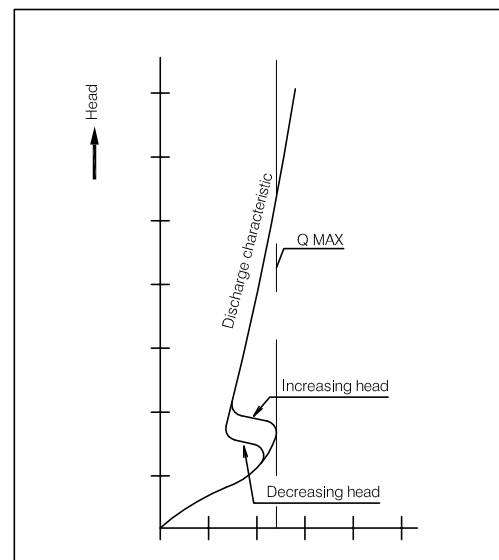 Head
Discharge characteristic
Q MAX
Increasing head
Decreasing head